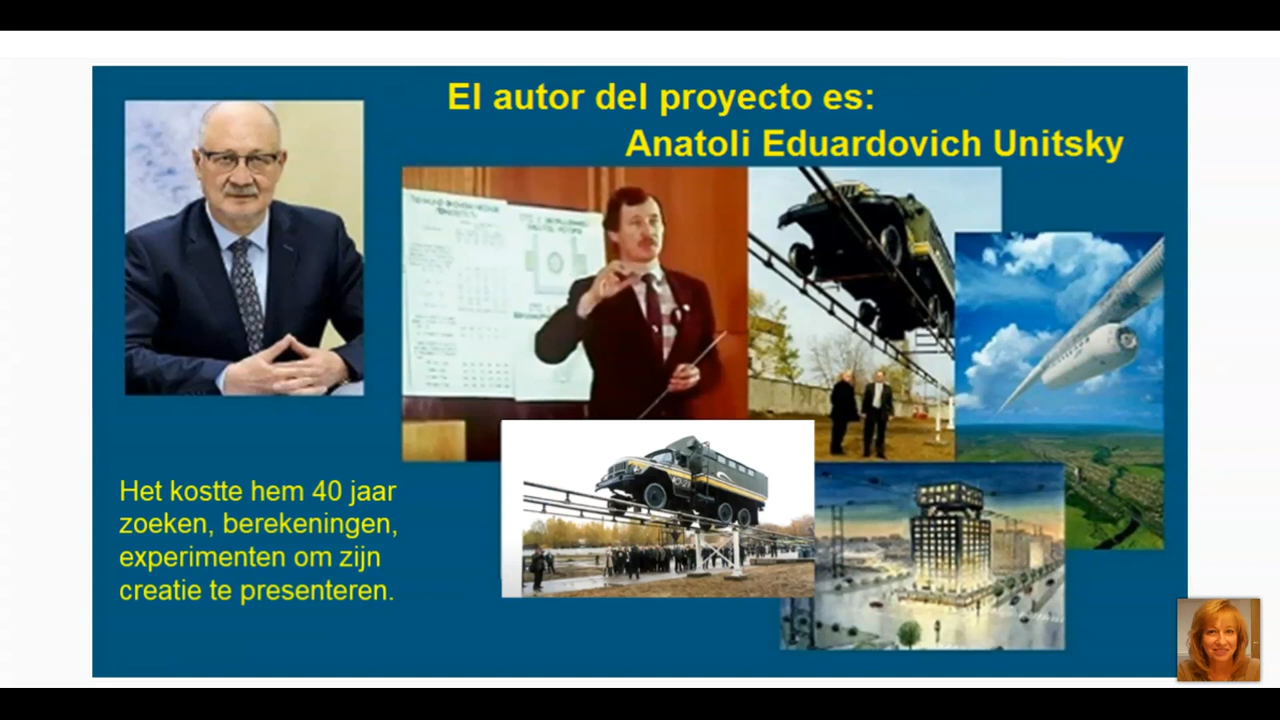 El autor del proyecto es:
Anatoli Eduardovich Unitsky
Het kostte hem 40 jaar
zoeken, berekeningen,
experimenten om zijn
creatie te presenteren.